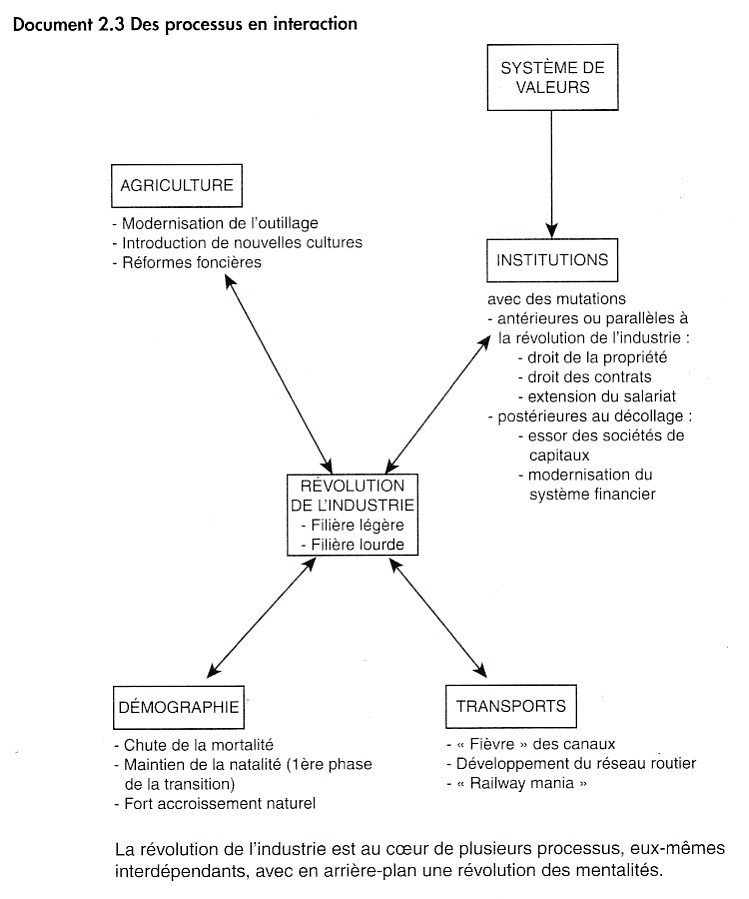 Document 2.3 Des processus en interaction
SYSTÈME DE
VALEURS
AGRICULTURE
- Modernisation de l'outillage
- Introduction de nouvelles cultures
- Réformes foncières
INSTITUTIONS
avec des mutations
- antérieures ou parallèles à
la révolution de l'industrie :
- droit de la propriété
- droit des contrats
- extension du salariat
- postérieures au décollage :
- essor des sociétés de
capitaux
- modernisation du
système financier
RÉVOLUTION
DE L'INDUSTRIE
- Filière légère
- Filière lourde
DÉMOGRAPHIE
- Chute de la mortalité
- Maintien de la natalité (1ère phase
de la transition)
- Fort accroissement naturel
TRANSPORTS
- « Fièvre » des canaux
- Développement du réseau routier
- « Railway mania »
La révolution de l'industrie est au cœur de plusieurs processus, eux-mêmes
interdépendants, avec en arrière-plan une révolution des mentalités.